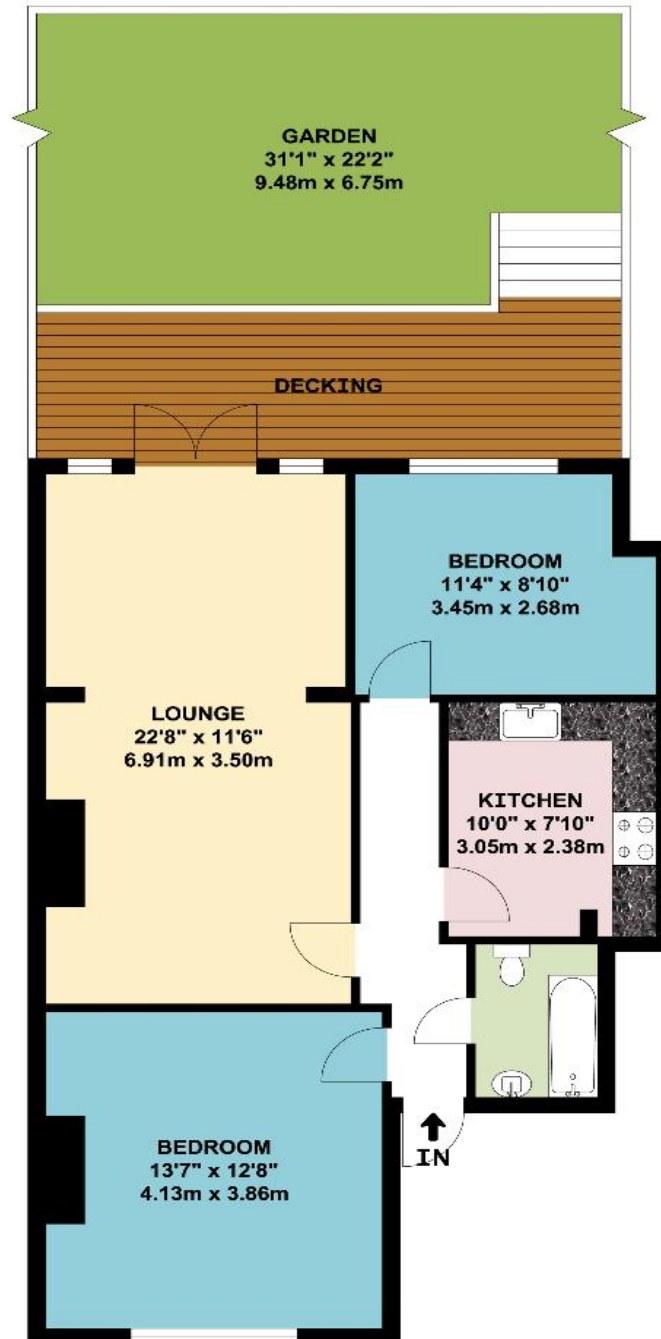 GARDEN
31'1" x 22'2"
9.48m x 6.75m
DECKING
BEDROOM
11'4" x 8'10"
3.45m x 2.68m
LOUNGE
22'8" x 11'6"
6.91m x 3.50m
KITCHEN
10'0" x 7'10"
3.05m x 2.38m
BEDROOM
13'7" x 12'8"
4.13m x 3.86m
IN